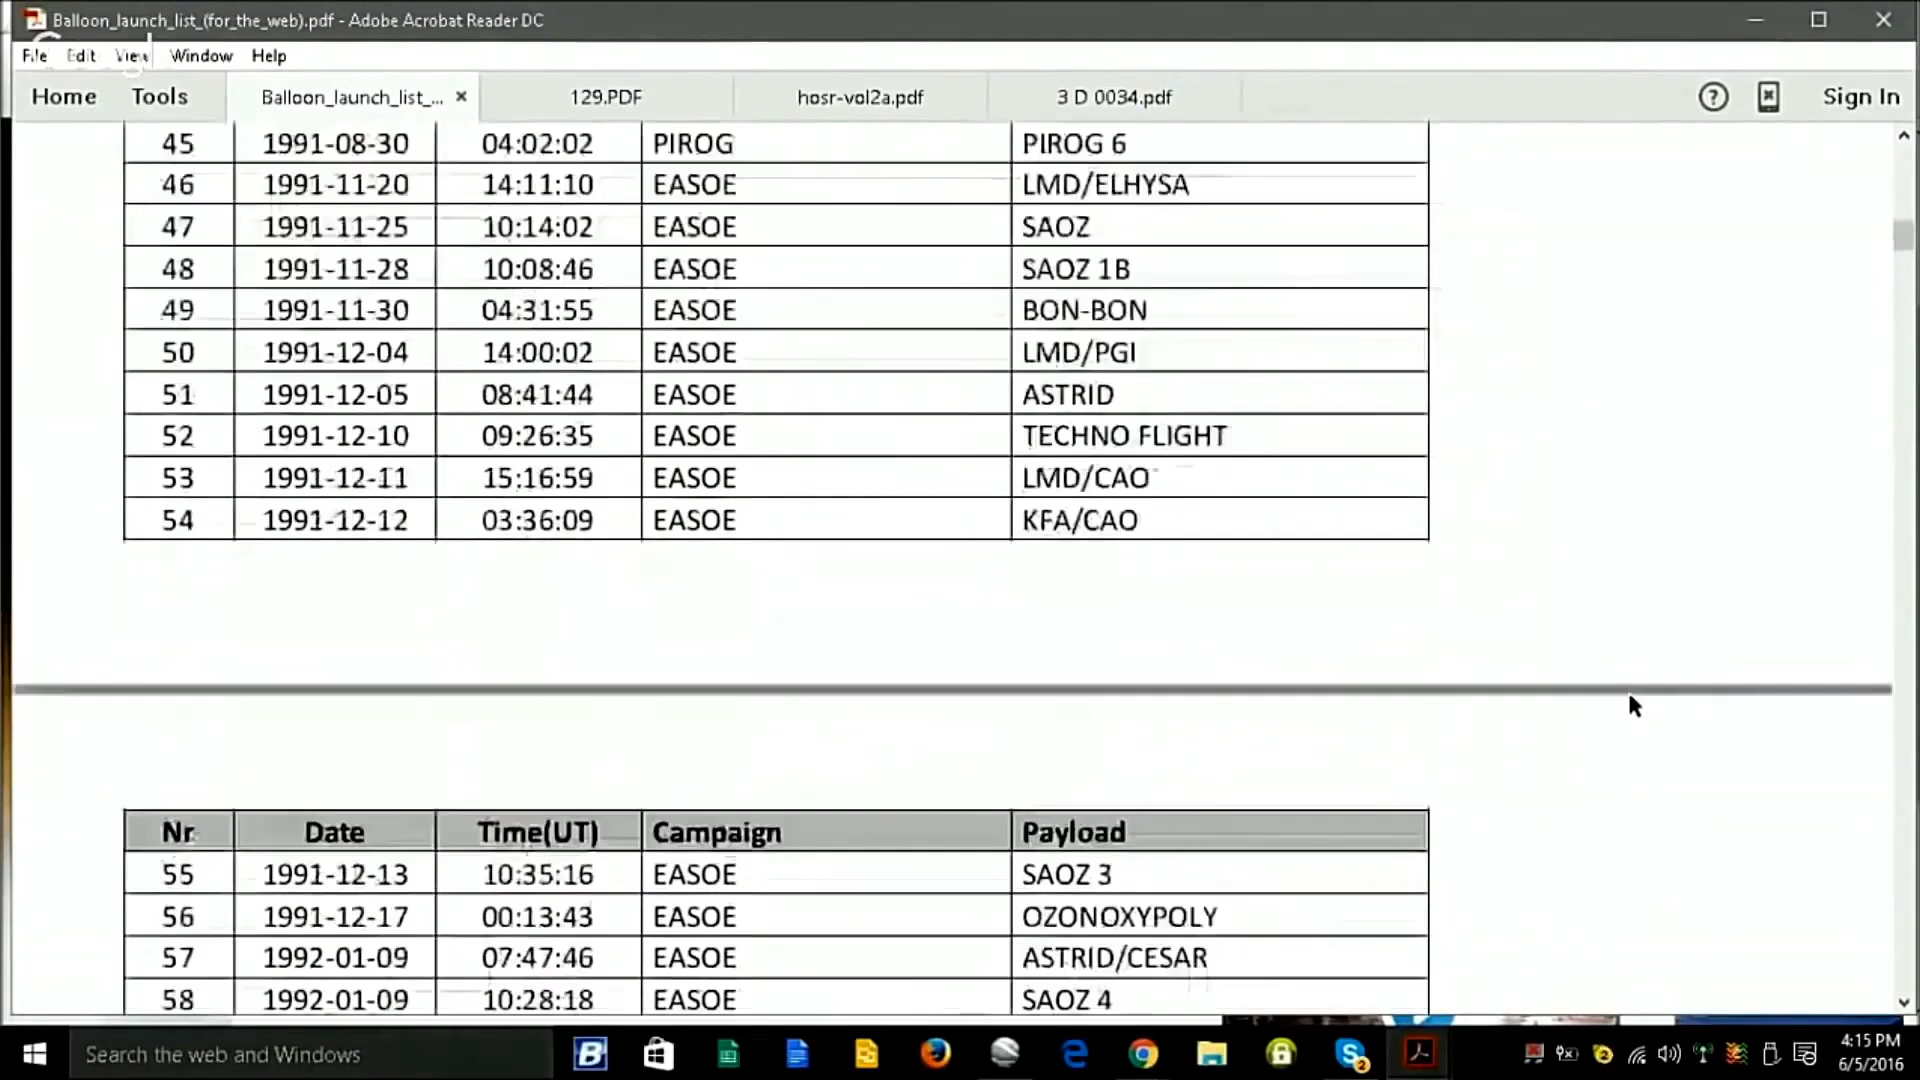 Balloon_launch_list_(for_the_web).pdf - Adobe Acrobat Reader DC
File Edit View Window Help
Home Tools Balloon_launch_list_... × 129.PDF hosr-vol2a.pdf 3 D 0034.pdf ? Sign In
45 1991-08-30 04:02:02 PIROG PIROG 6
46 1991-11-20 14:11:10 EASOE LMD/ELHYSA
47 1991-11-25 10:14:02 EASOE SAOZ
48 1991-11-28 10:08:46 EASOE SAOZ 1B
49 1991-11-30 04:31:55 EASOE BON-BON
50 1991-12-04 14:00:02 EASOE LMD/PGI
51 1991-12-05 08:41:44 EASOE ASTRID
52 1991-12-10 09:26:35 EASOE TECHNO FLIGHT
53 1991-12-11 15:16:59 EASOE LMD/CAO
54 1991-12-12 03:36:09 EASOE KFA/CAO
Nr Date Time(UT) Campaign Payload
55 1991-12-13 10:35:16 EASOE SAOZ 3
56 1991-12-17 00:13:43 EASOE OZONOXYPOLY
57 1992-01-09 07:47:46 EASOE ASTRID/CESAR
58 1992-01-09 10:28:18 EASOE SAOZ 4
Search the web and Windows
4:15 PM
6/5/2016